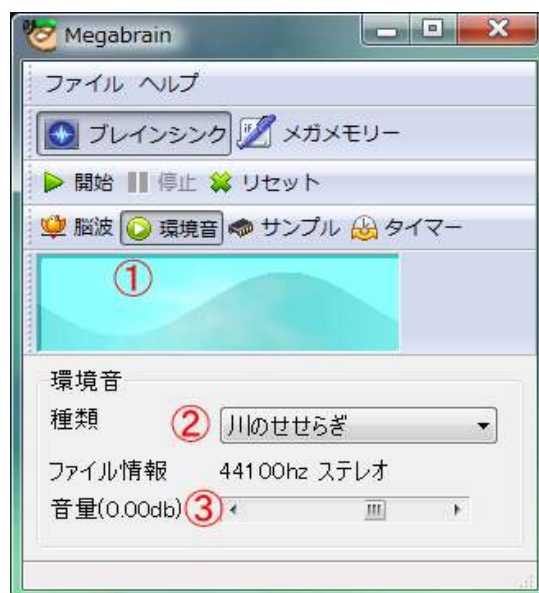 Megabrain
ファイル ヘルプ
ブレインシンク メガメモリー
開始 停止 リセット
脳波 環境音 サンプル タイマー
①
環境音
種類 ② 川のせせらぎ
ファイル情報 44100hz ステレオ
音量(0.00db) ③